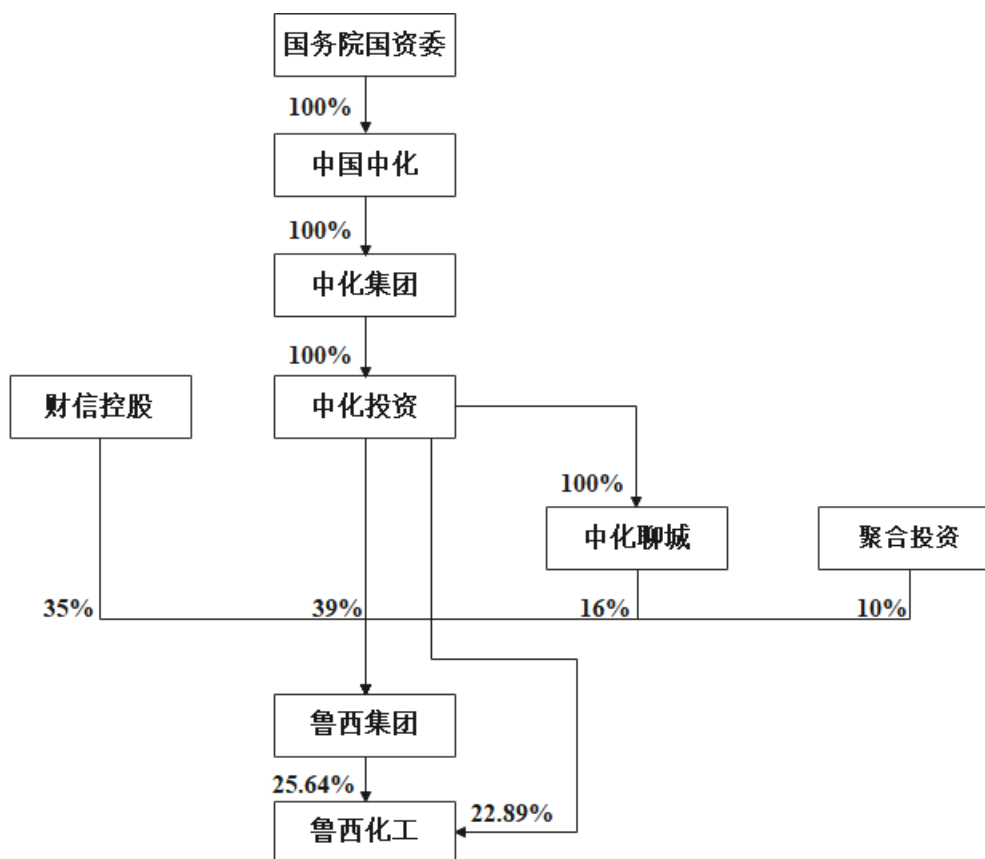 国务院国资委
100%
中国中化
100%
中化集团
100%
财信控股
中化投资
100%
中化聊城
聚合投资
35%
39%
16%
10%
鲁西集团
25.64%
22.89%
鲁西化工